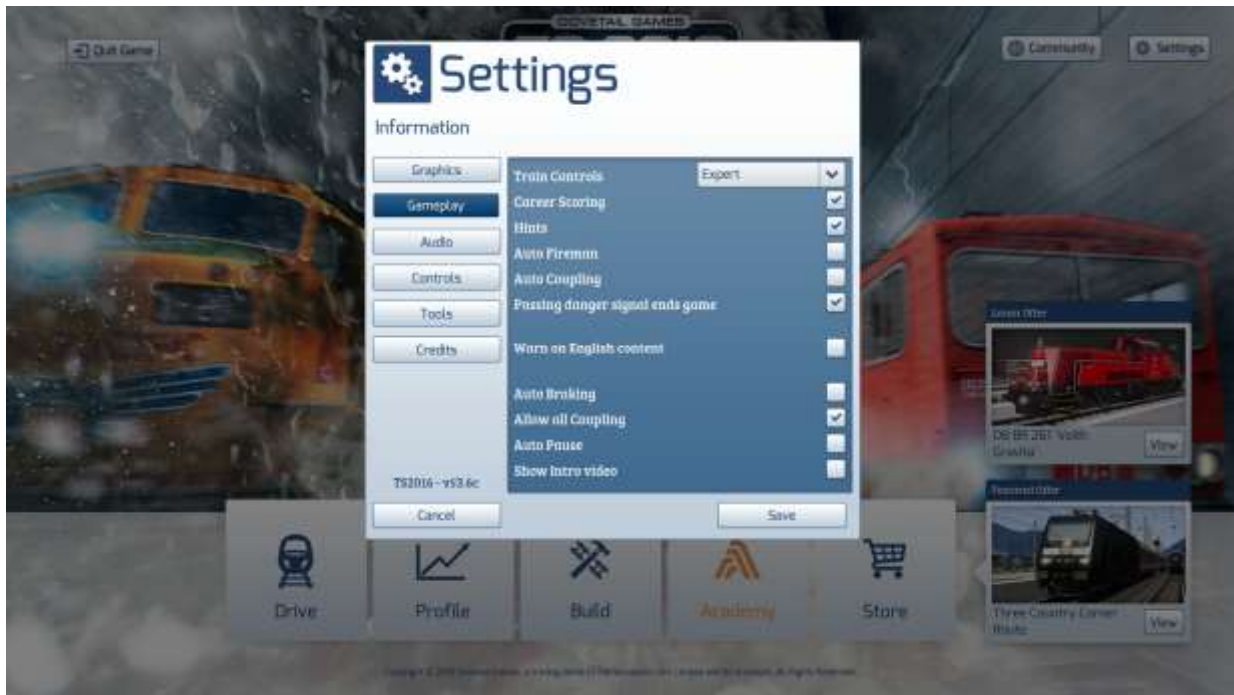 DOVETAIL GAMES
Quit Game
Community
Settings
Settings
Information
Graphics
Gameplay
Audio
Controls
Tools
Credits
TS2016 - v53.6c
Train Controls Expert
Career Scoring
Hints
Auto Fireman
Auto Coupling
Passing danger signal ends game
Warn on English content
Auto Braking
Allow all Coupling
Auto Pause
Show Intro video
Cancel
Save
Drive
Profile
Build
Academy
Store
Offer
DB BR 261 Voith
Gravita
View
Featured Offer
Three Country Corner
Route
View